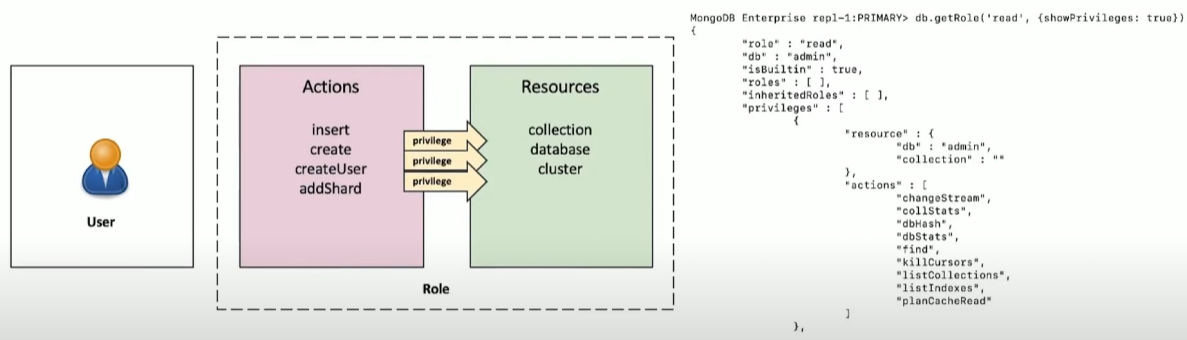 User
Actions
insert
create
createUser
addShard
privilege
privilege
privilege
Resources
collection
database
cluster
Role
MongoDB Enterprise repl-1:PRIMARY> db.getRole('read', {showPrivileges: true})
{
"role" : "read",
"db" : "admin",
"isBuiltin" : true,
"roles" : [ ],
"inheritedRoles" : [ ],
"privileges" : [
{
"resource" : {
"db" : "admin",
"collection" : ""
},
"actions" : [
"changeStream",
"collStats",
"dbHash",
"dbStats",
"find",
"killCursors",
"listCollections",
"listIndexes",
"planCacheRead"
]
},